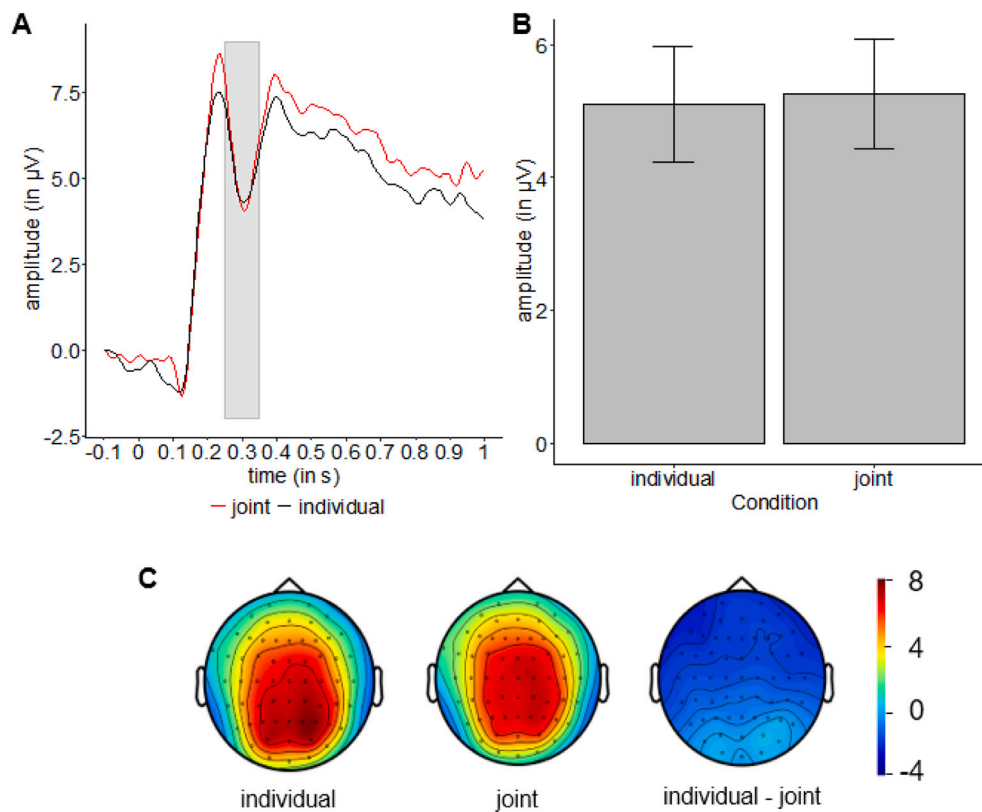 A
amplitude (in µV)
7.5
5.0
2.5
0.0
-2.5
-0.1 0 0.1 0.2 0.3 0.4 0.5 0.6 0.7 0.8 0.9 1
time (in s)
joint individual
B
amplitude (in µV)
6
4
2
0
individual joint
Condition
C
8
4
0
-4
individual joint individual - joint